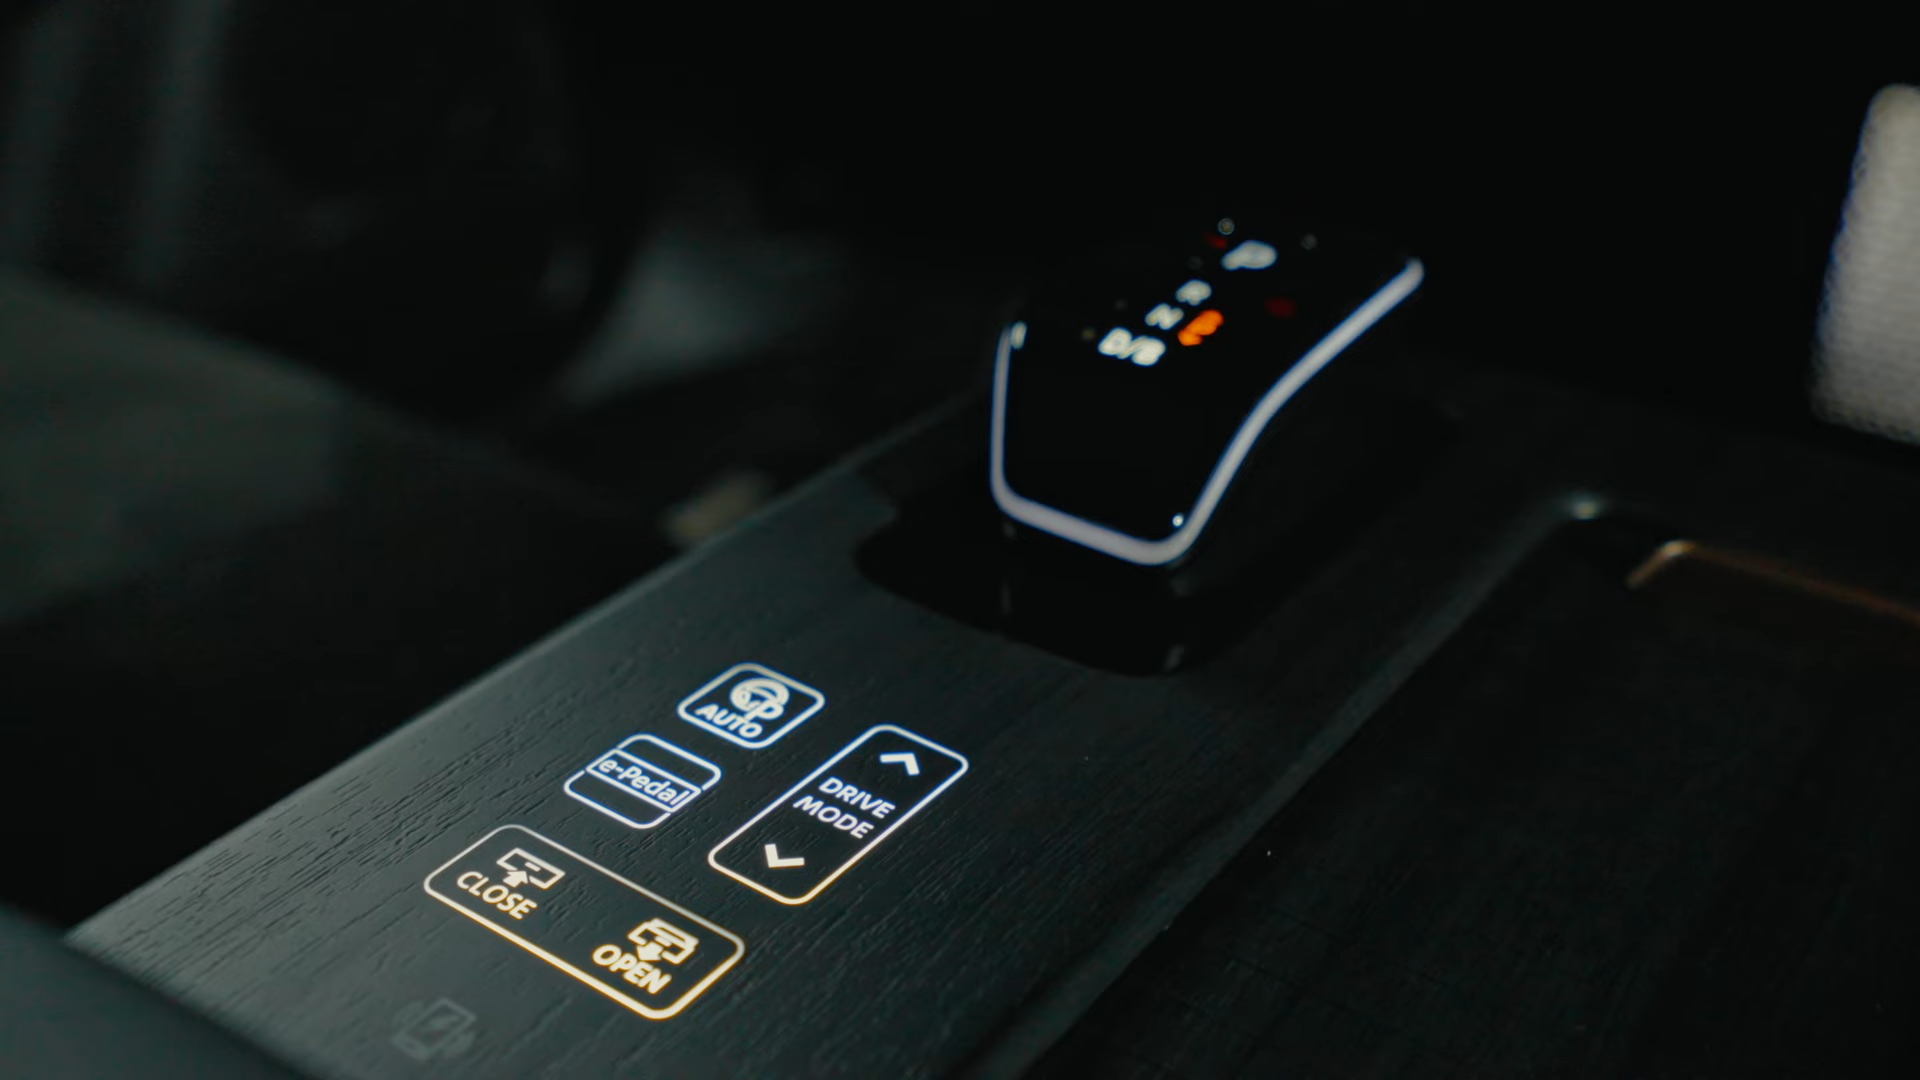 P
R
N
D/B
P
AUTO
e-Pedal
DRIVE
MODE
CLOSE
OPEN